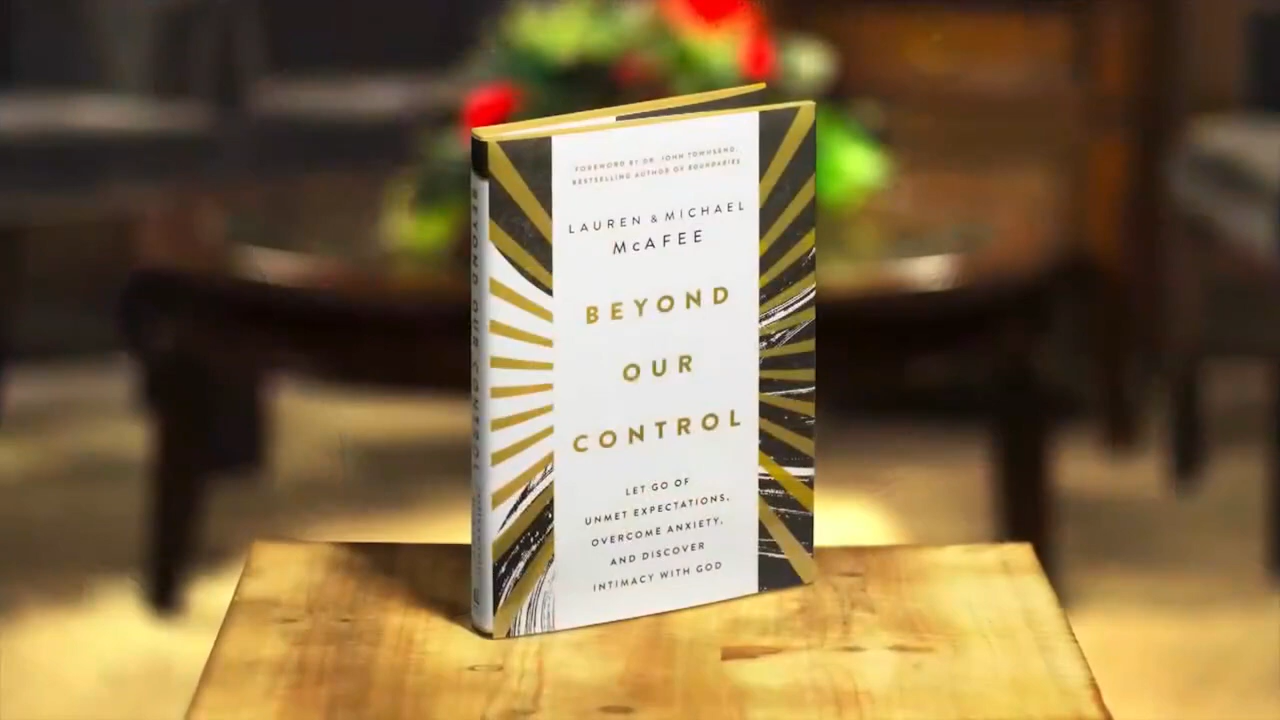 FOREWORD BY DR. JOHN TOWNSEND,
BESTSELLING AUTHOR OF BOUNDARIES
LAUREN & MICHAEL
McAFEE
BEYOND
OUR
CONTROL
LET GO OF
UNMET EXPECTATIONS,
OVERCOME ANXIETY,
AND DISCOVER
INTIMACY WITH GOD
BEYOND OUR CONTROL